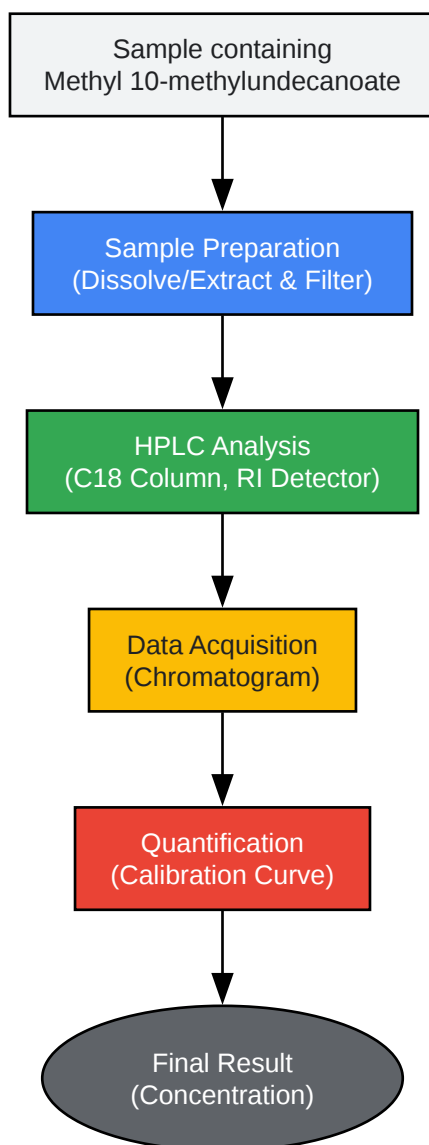 Sample containing
Methyl 10-methylundecanoate
Sample Preparation
(Dissolve/Extract & Filter)
HPLC Analysis
(C18 Column, RI Detector)
Data Acquisition
(Chromatogram)
Quantification
(Calibration Curve)
Final Result
(Concentration)